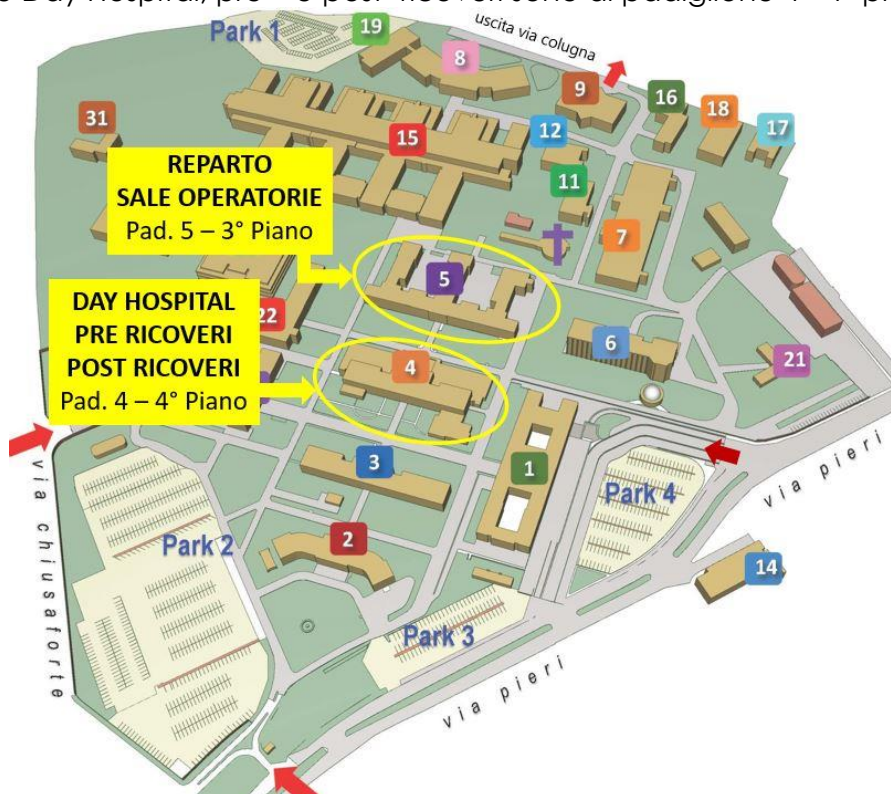 Park 1
19
uscita via colugna
8
9
16
18
17
31
15
12
11
7
REPARTO
SALE OPERATORIE
Pad. 5 – 3° Piano
5
DAY HOSPITAL
PRE RICOVERI
POST RICOVERI
Pad. 4 – 4° Piano
22
6
21
4
3
1
Park 4
via pieri
via chiusaforte
Park 2
2
14
Park 3
via pieri